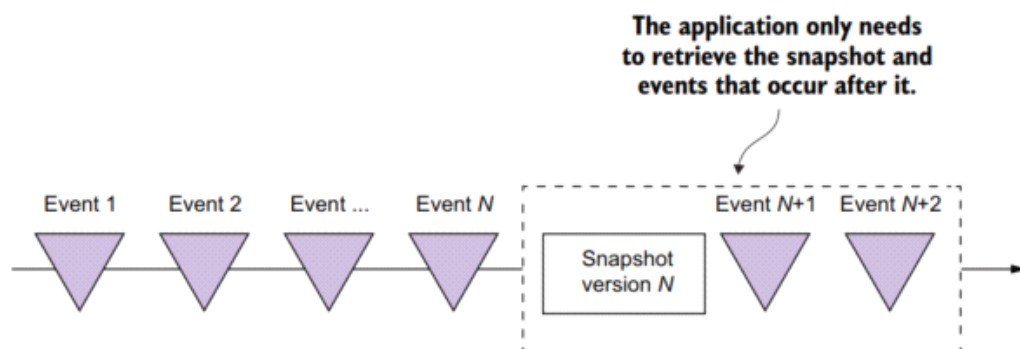 The application only needs
to retrieve the snapshot and
events that occur after it.
Event 1
Event 2
Event ...
Event N
Event N+1
Event N+2
Snapshot
version N